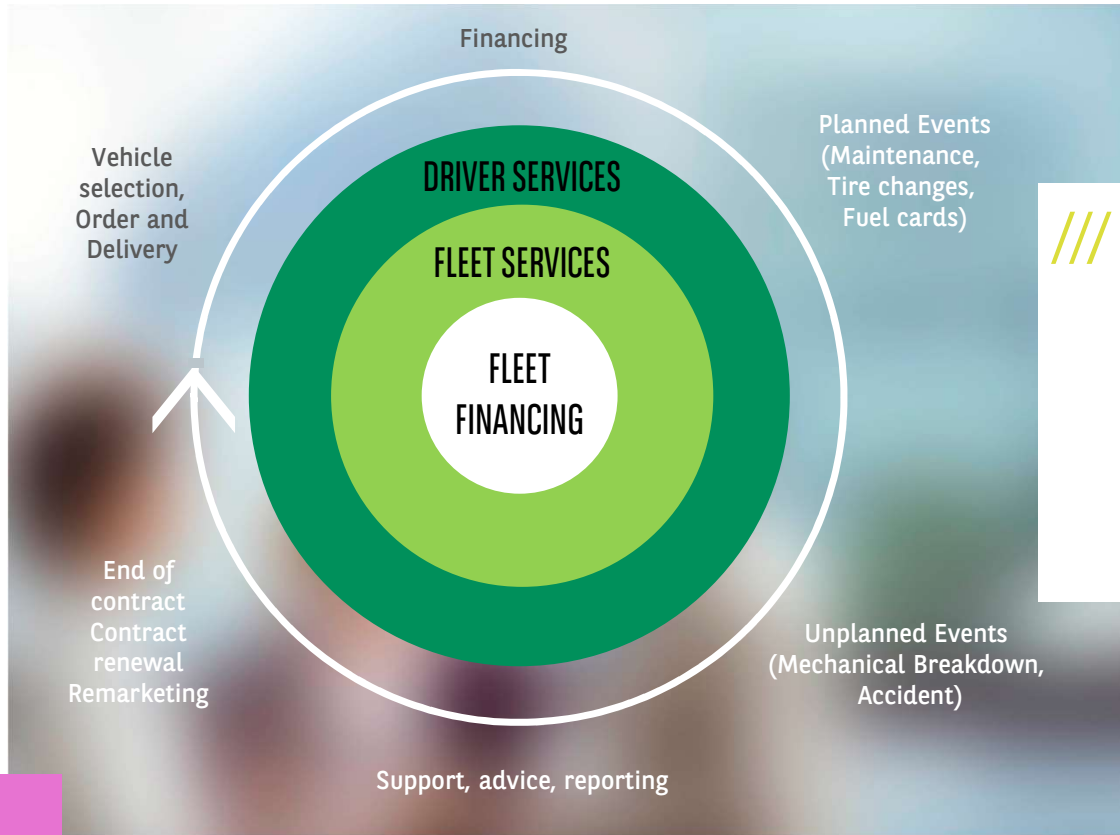 Financing
Planned Events
(Maintenance,
Tire changes,
Fuel cards)
Vehicle
selection,
Order and
Delivery
DRIVER SERVICES
FLEET SERVICES
FLEET
FINANCING
End of
contract
Contract
renewal
Remarketing
Unplanned Events
(Mechanical Breakdown,
Accident)
Support, advice, reporting
///